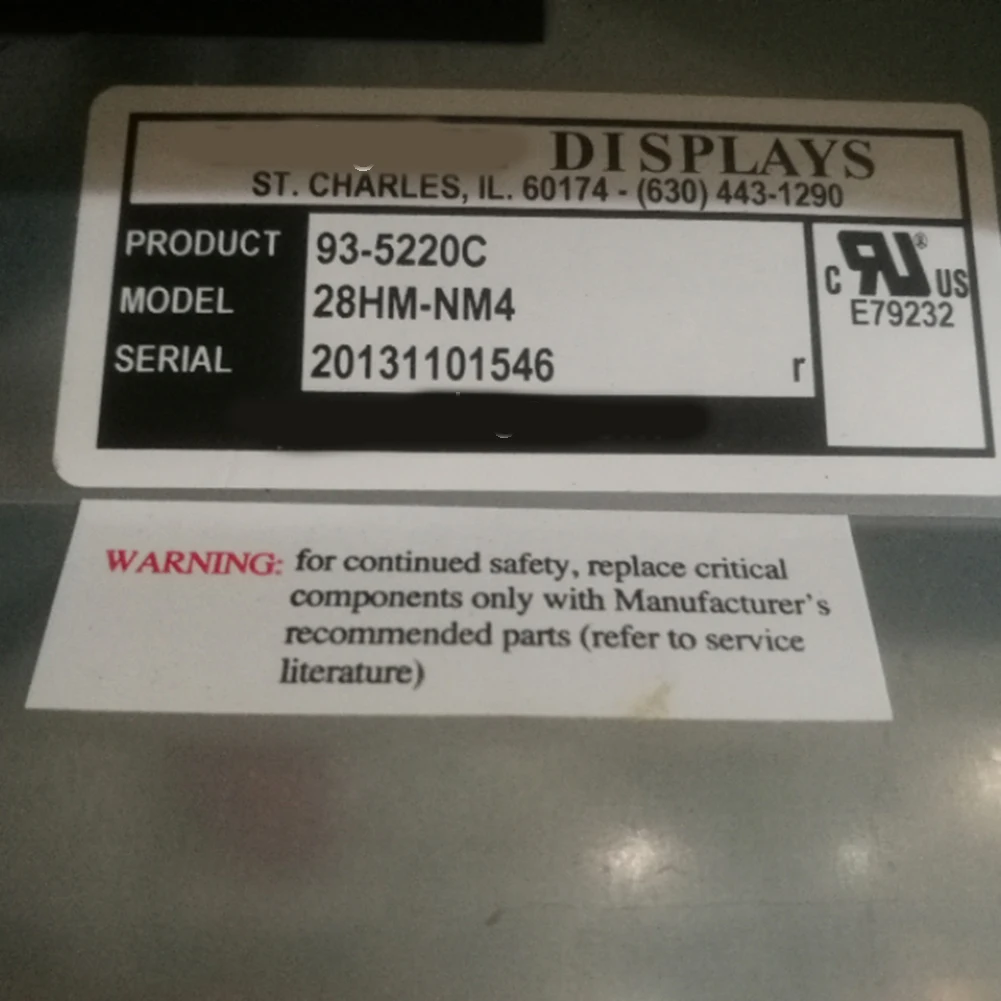 DISPLAYS
ST. CHARLES, IL. 60174 - (630) 443-1290
PRODUCT 93-5220C
MODEL 28HM-NM4
SERIAL 20131101546 r
C RU® US
E79232
WARNING: for continued safety, replace critical
components only with Manufacturer's
recommended parts (refer to service
literature)